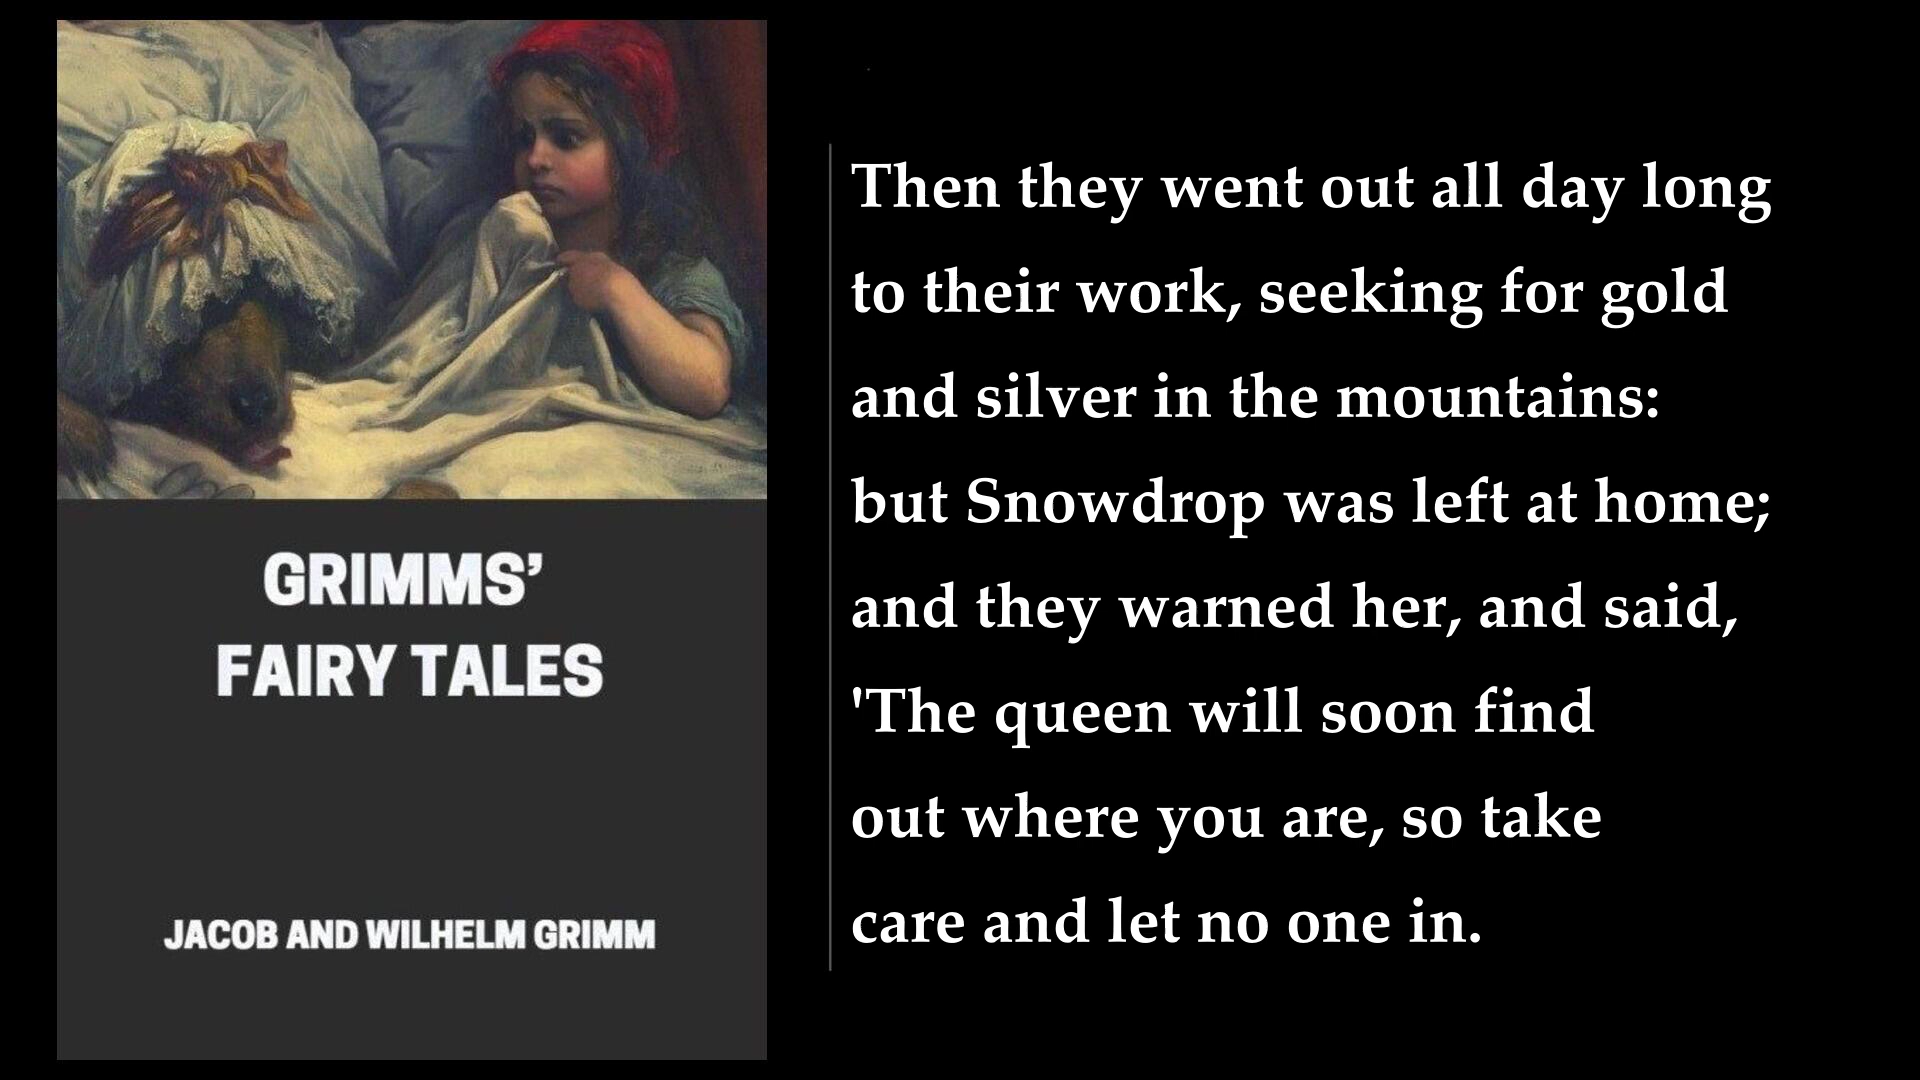 GRIMMS’
FAIRY TALES
JACOB AND WILHELM GRIMM
Then they went out all day long
to their work, seeking for gold
and silver in the mountains:
but Snowdrop was left at home;
and they warned her, and said,
'The queen will soon find
out where you are, so take
care and let no one in.